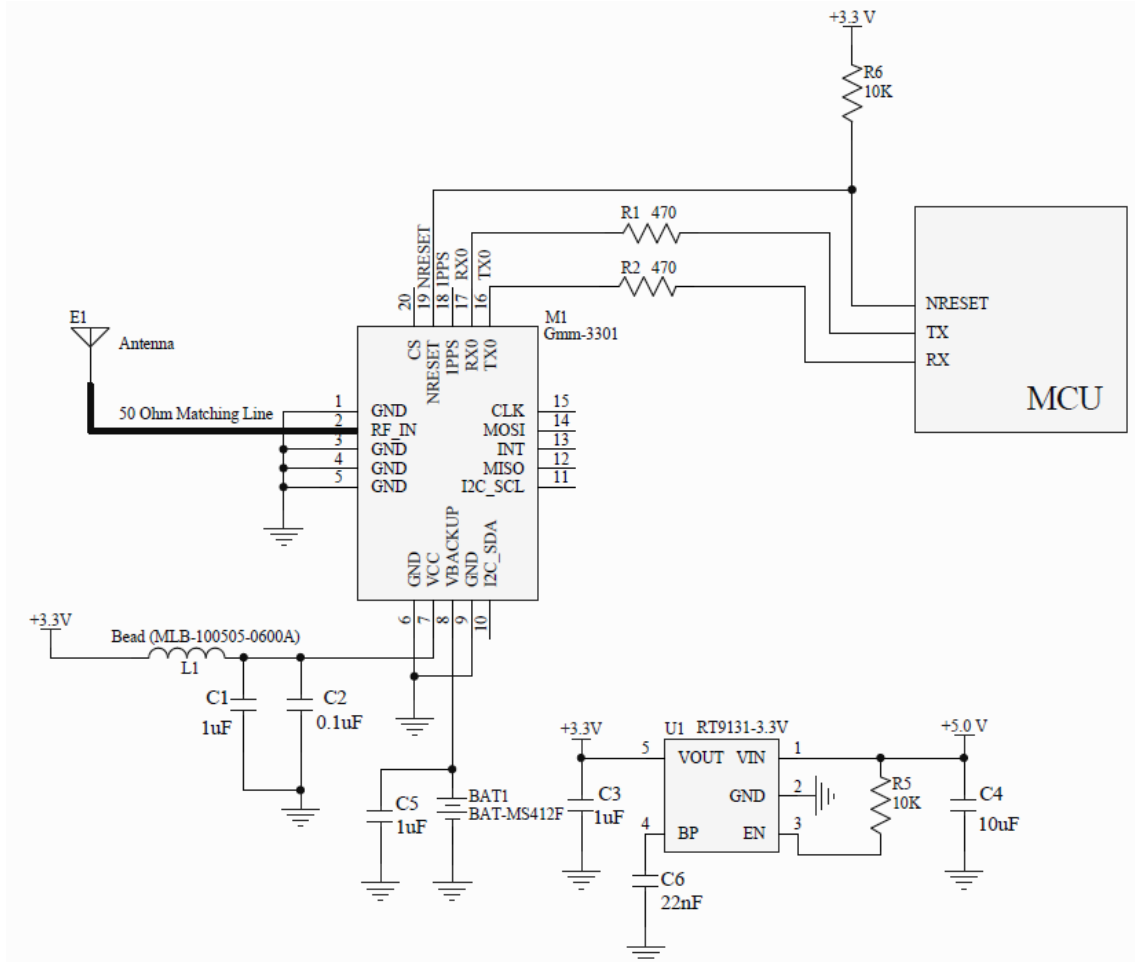 +3.3 V
R6
10K
R1 470
R2 470
NRESET
1PPS
RX0
TX0
20
19
18
17
16
E1
Antenna
M1
Gmm-3301
NRESET
TX
RX
MCU
CS
NRESET
1PPS
RX0
TX0
50 Ohm Matching Line
1
2
3
4
5
GND
RF_IN
GND
GND
GND
CLK
MOSI
INT
MISO
I2C_SCL
15
14
13
12
11
GND
VCC
VBACKUP
GND
I2C_SDA
6
7
8
9
10
+3.3V
Bead (MLB-100505-0600A)
L1
C1
1uF
C2
0.1uF
C5
1uF
BAT1
BAT-MS412F
+3.3V
U1 RT9131-3.3V
+5.0 V
5
VOUT
VIN
1
GND
2
4
BP
EN
3
C3
1uF
R5
10K
C4
10uF
C6
22nF